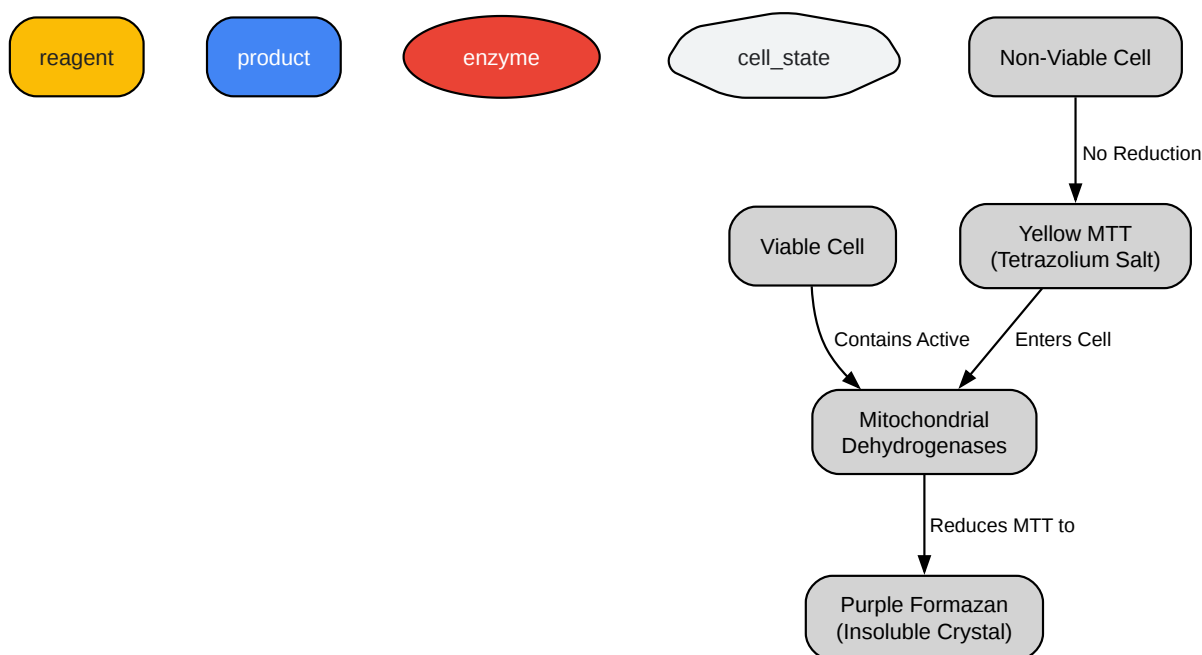 reagent
product
enzyme
cell_state
Non-Viable Cell
No Reduction
Viable Cell
Yellow MTT
(Tetrazolium Salt)
Contains Active
Enters Cell
Mitochondrial
Dehydrogenases
Reduces MTT to
Purple Formazan
(Insoluble Crystal)